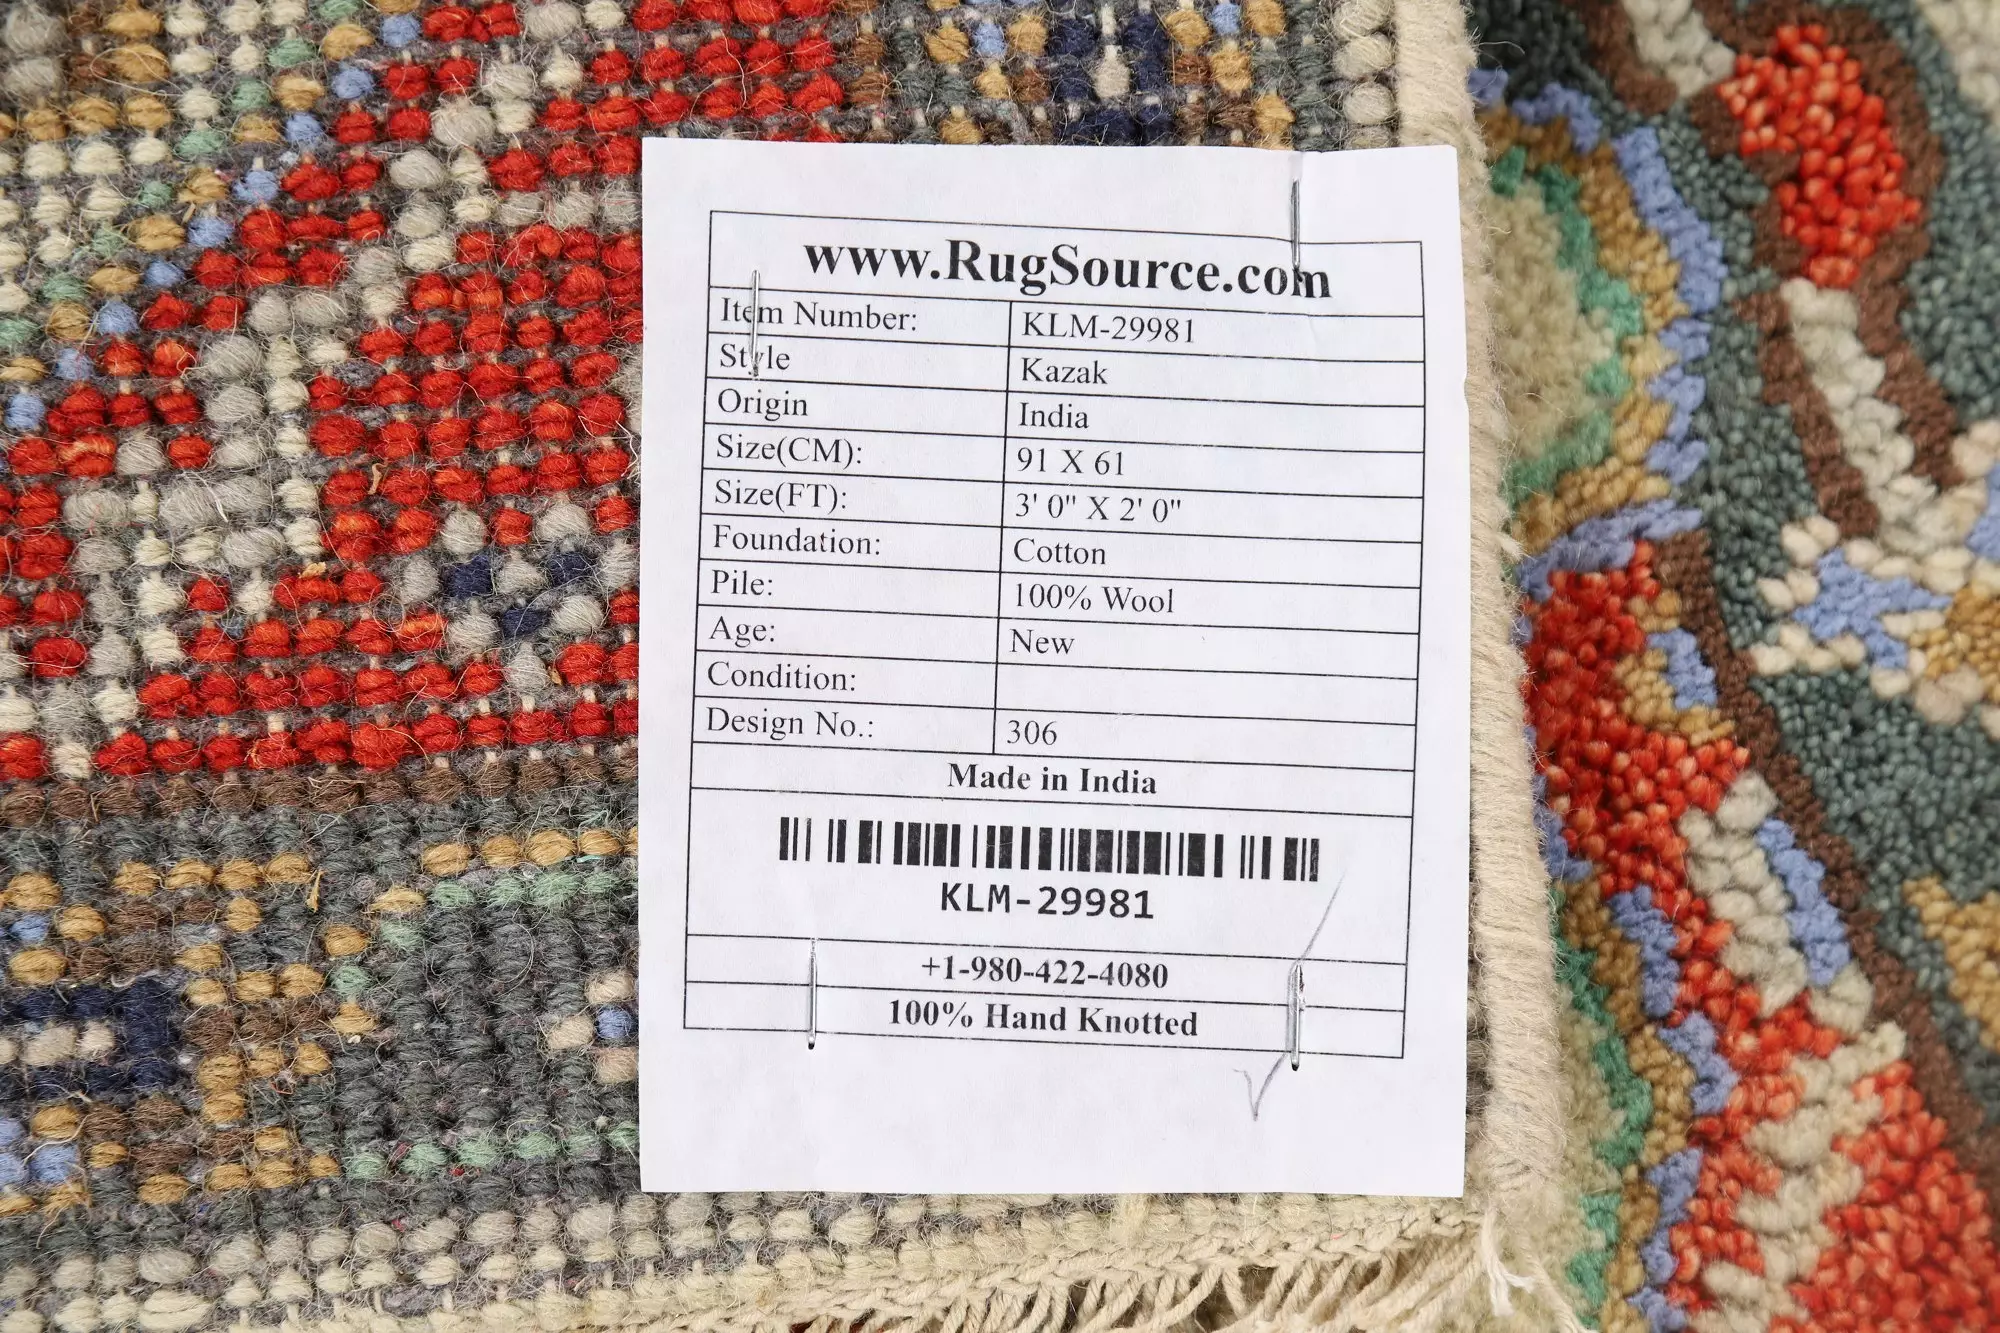 www.RugSource.com
Item Number: KLM-29981
Style Kazak
Origin India
Size(CM): 91 X 61
Size(FT): 3' 0" X 2' 0"
Foundation: Cotton
Pile: 100% Wool
Age: New
Condition:
Design No.: 306
Made in India
KLM-29981
+1-980-422-4080
100% Hand Knotted